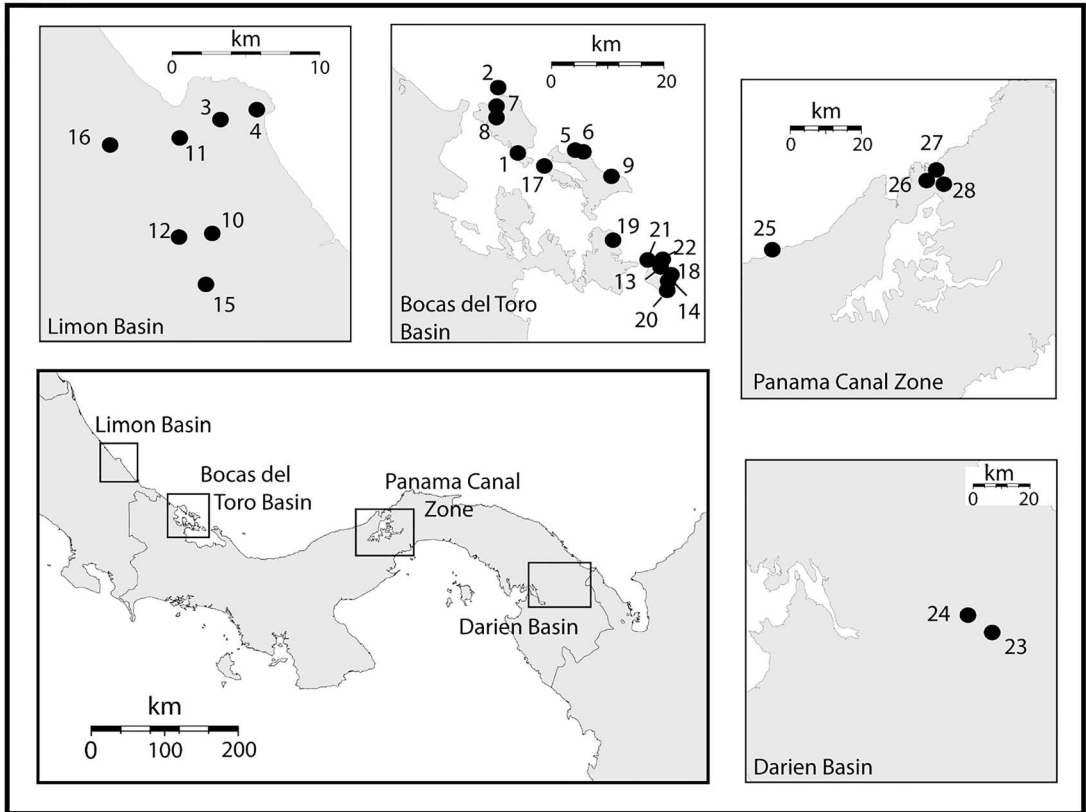 km
0 10
3
4
16
11
12
10
15
Limon Basin
km
0 20
2
7
8
5 6
1
17
9
19
21
22
13
18
20
14
Bocas del Toro
Basin
km
0 20
27
26
28
25
Panama Canal Zone
Limon Basin
Bocas del
Toro Basin
Panama Canal
Zone
Darien Basin
km
0 100 200
km
0 20
24
23
Darien Basin